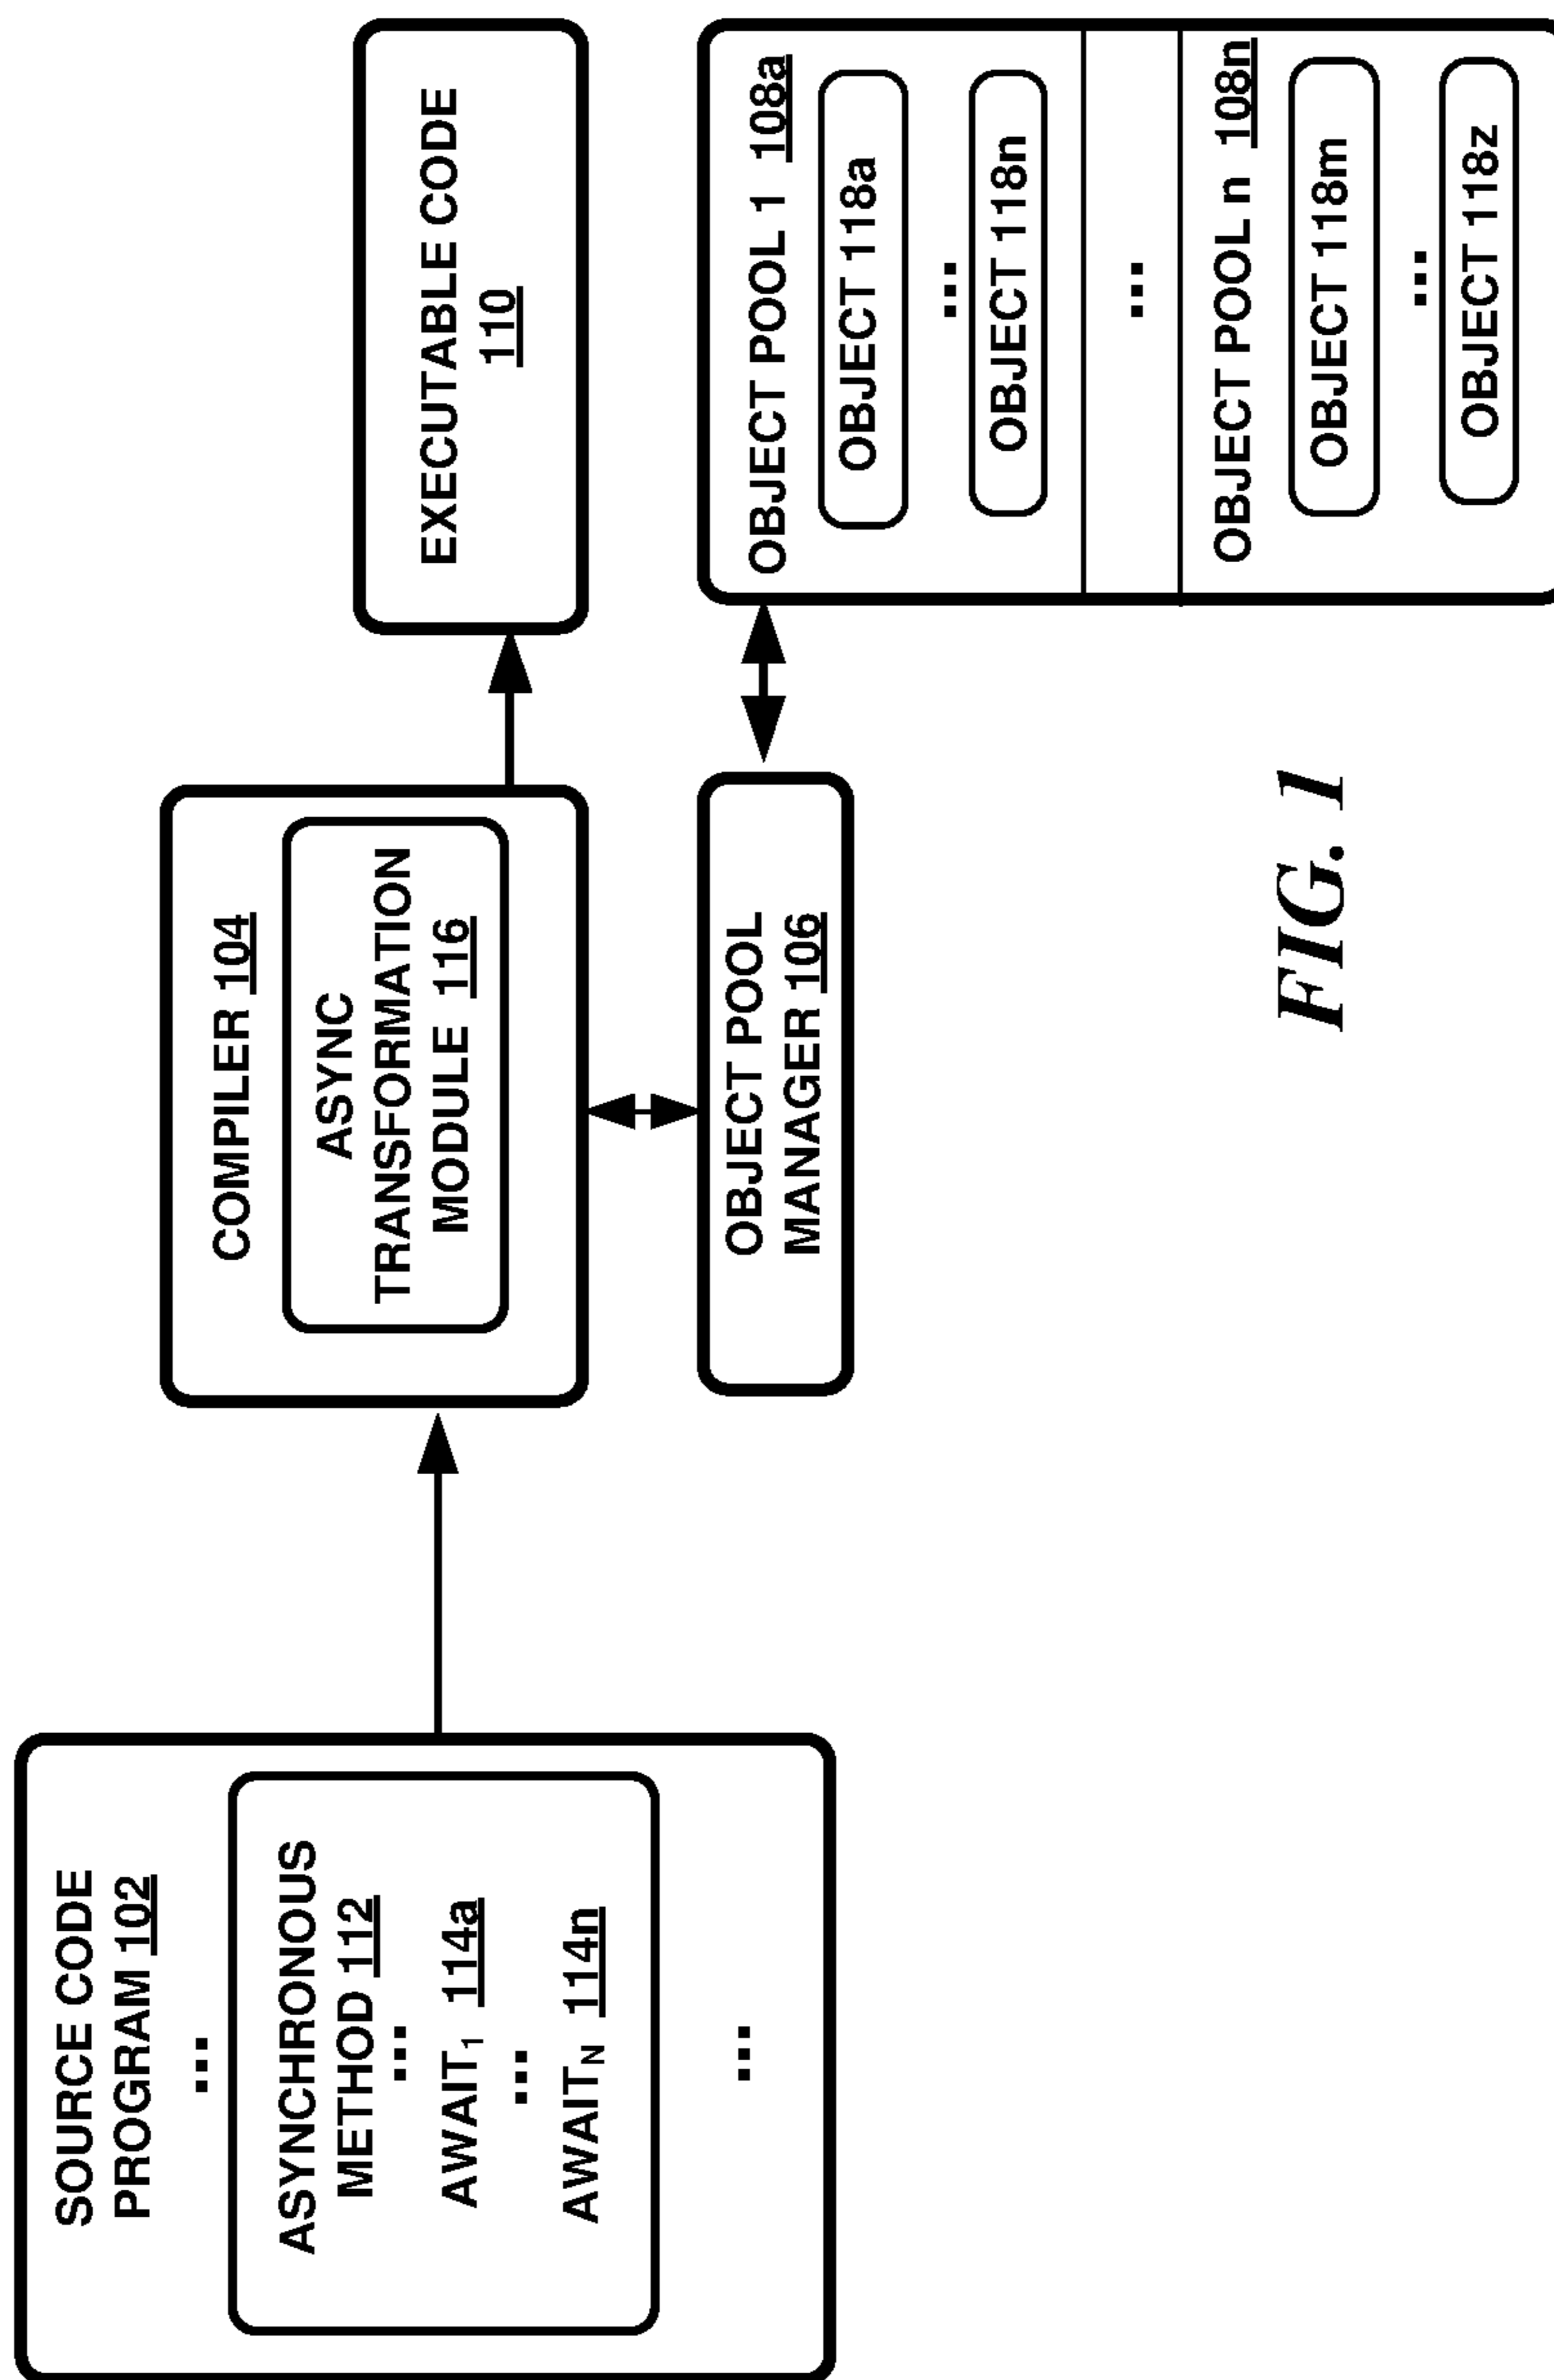 SOURCE CODE
PROGRAM 102
...
ASYNCHRONOUS
METHOD 112
...
AWAIT1 114a
...
AWAITN 114n
...
COMPILER 104
ASYNC
TRANSFORMATION
MODULE 116
OBJECT POOL
MANAGER 106
EXECUTABLE CODE
110
OBJECT POOL 1 108a
OBJECT 118a
...
OBJECT 118n
...
OBJECT POOL n 108n
OBJECT 118m
...
OBJECT 118z
FIG. 1